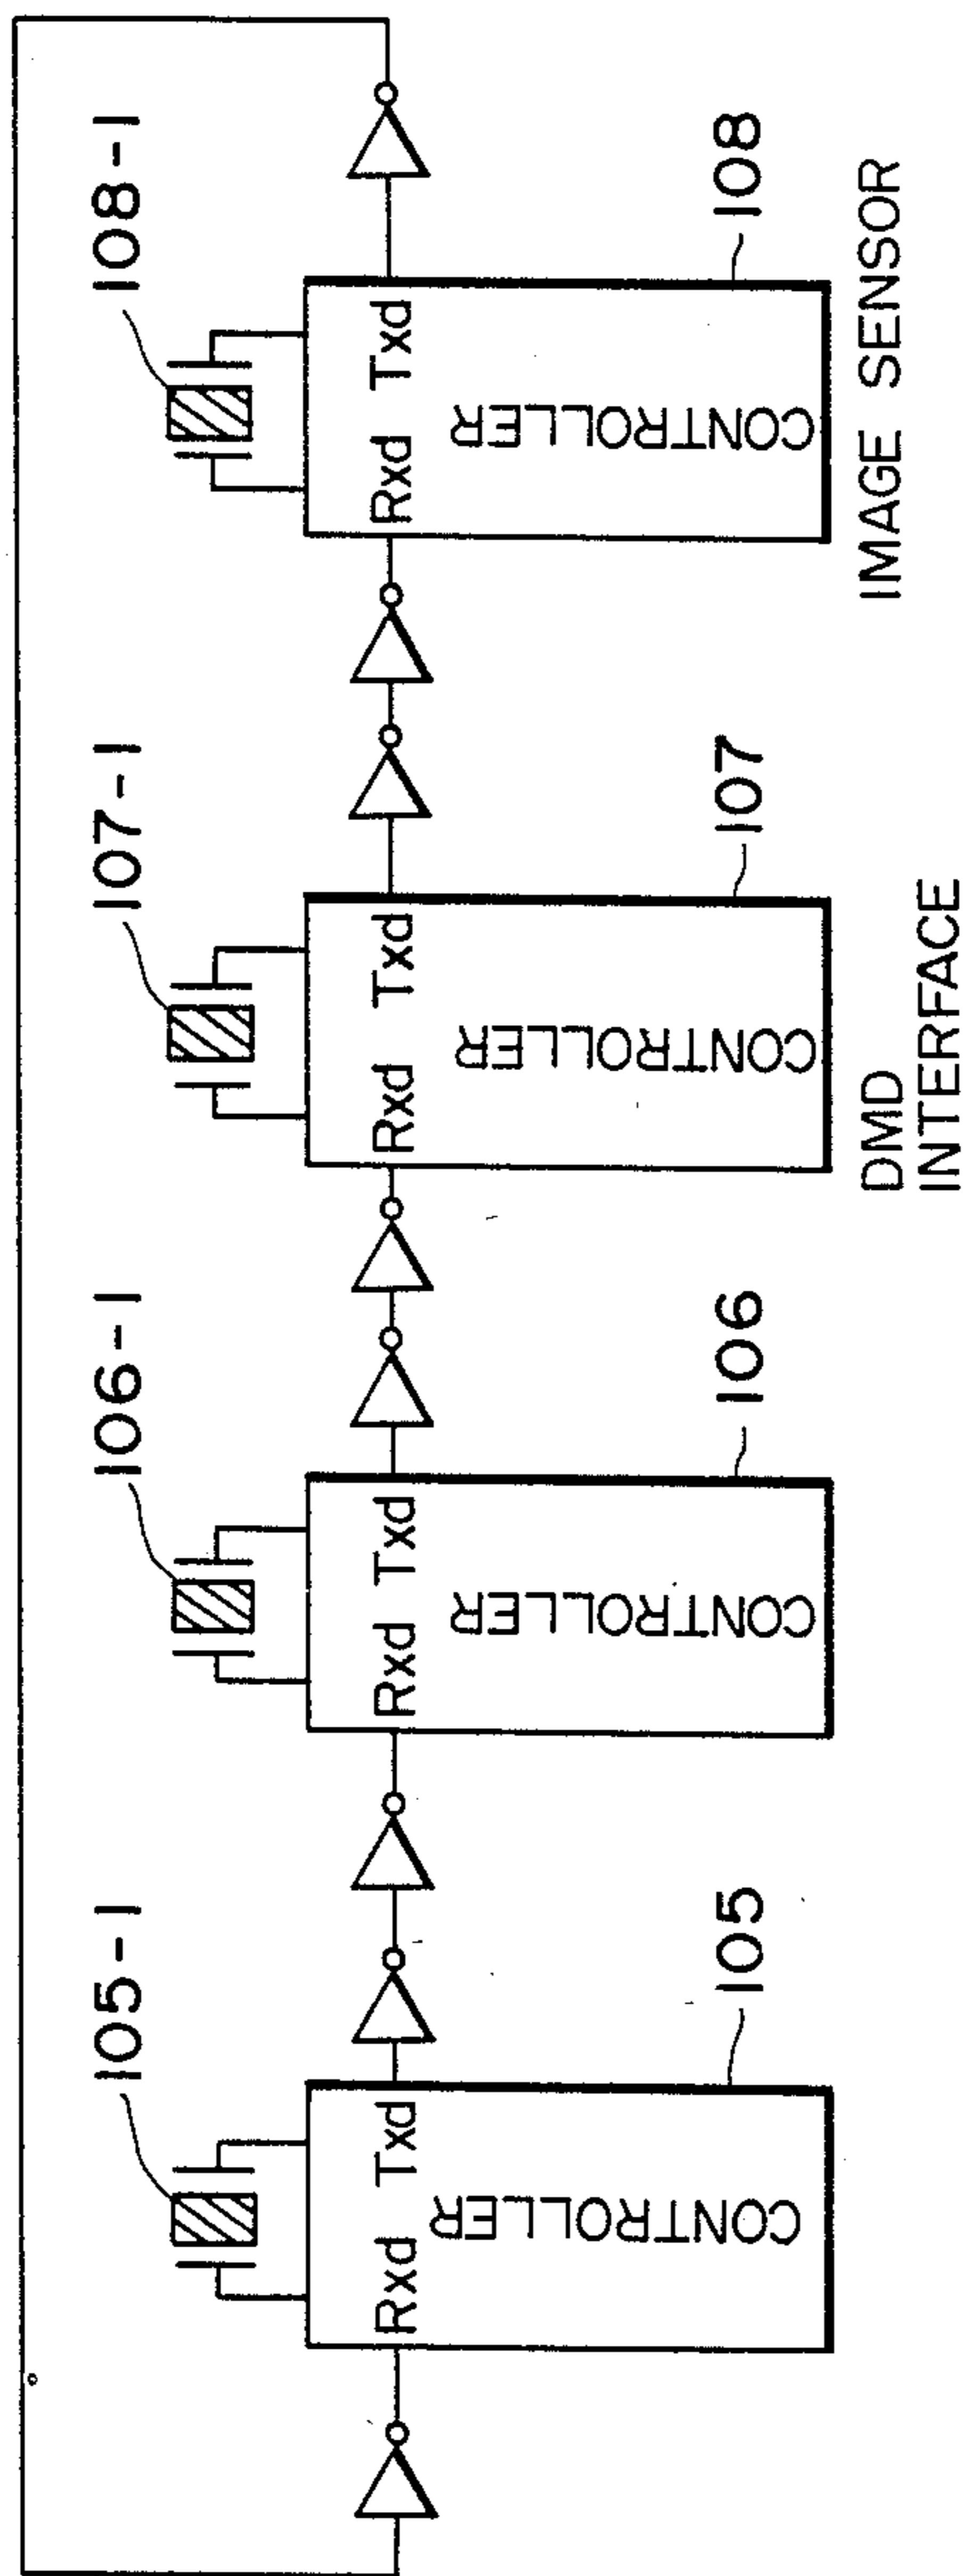 105-1
106-1
107-1
108-1
Rxd Txd
CONTROLLER
Rxd Txd
CONTROLLER
Rxd Txd
CONTROLLER
Rxd Txd
CONTROLLER
105
106
107
108
DMD
INTERFACE
IMAGE SENSOR